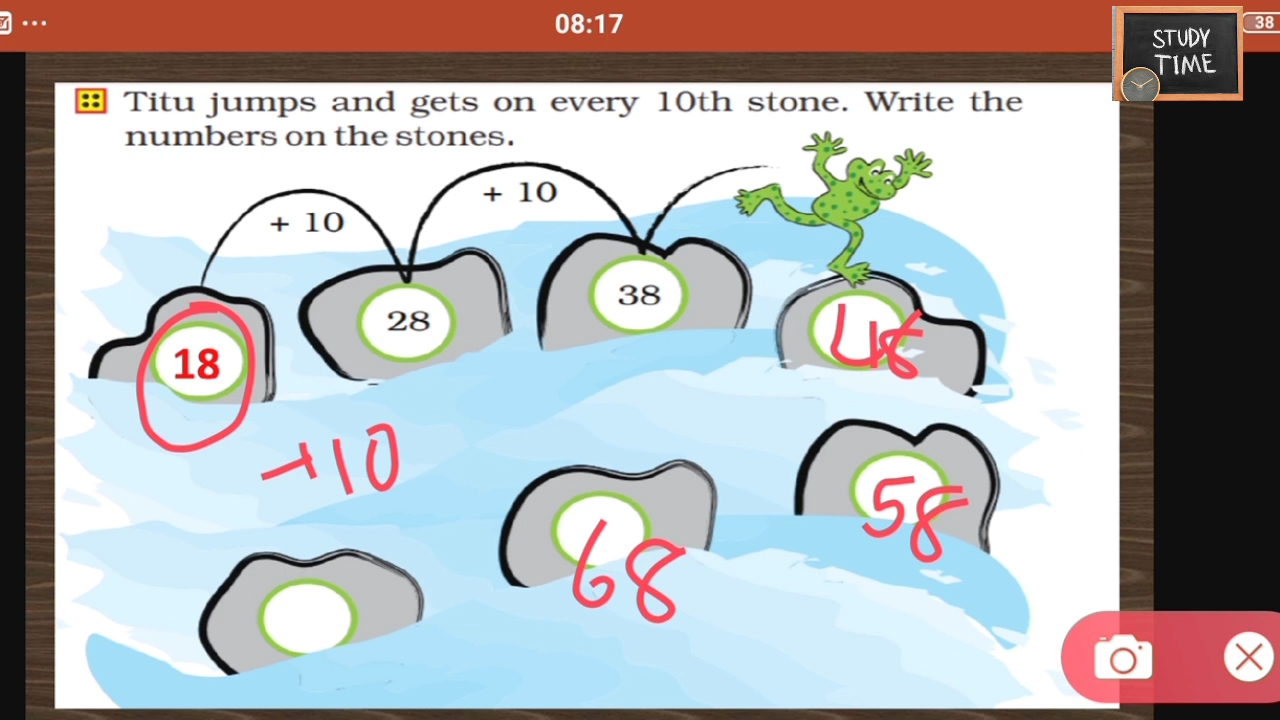 08:17
38
STUDY
TIME
Titu jumps and gets on every 10th stone. Write the
numbers on the stones.
+ 10
+ 10
18
28
38
48
+10
58
68